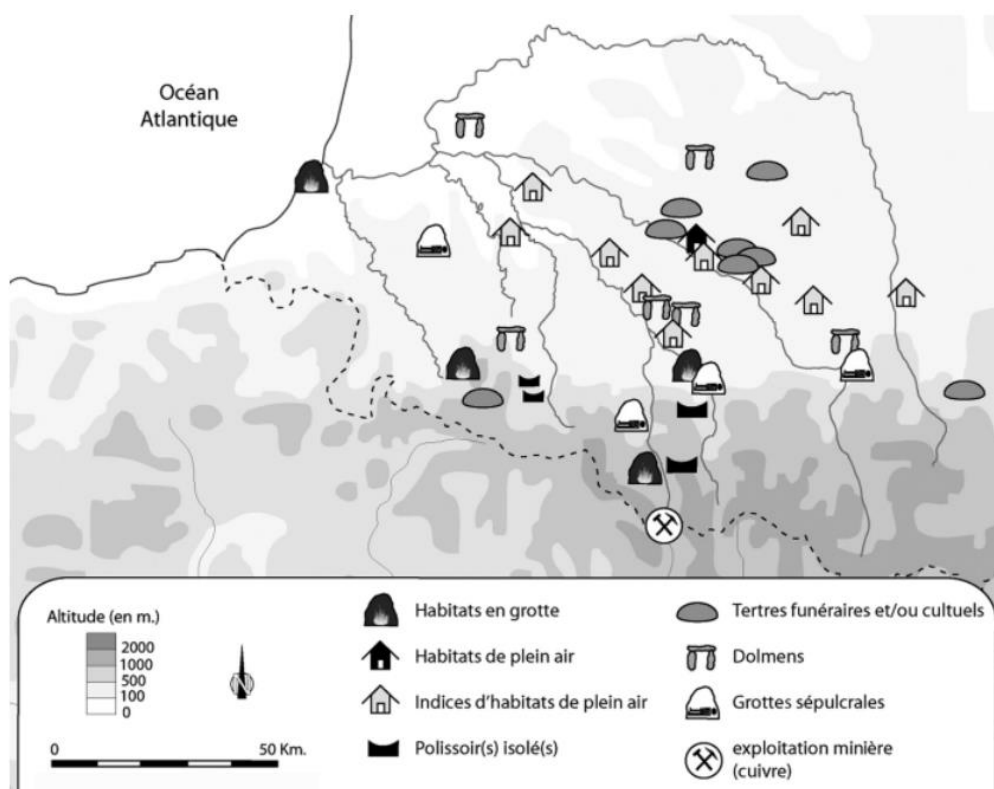 Océan
Atlantique
Altitude (en m.)
2000
1000
500
100
0
N
0 50 Km.
Habitats en grotte
Habitats de plein air
Indices d'habitats de plein air
Polissoir(s) isolé(s)
Tertres funéraires et/ou cultuels
Dolmens
Grottes sépulcrales
exploitation minière
(cuivre)